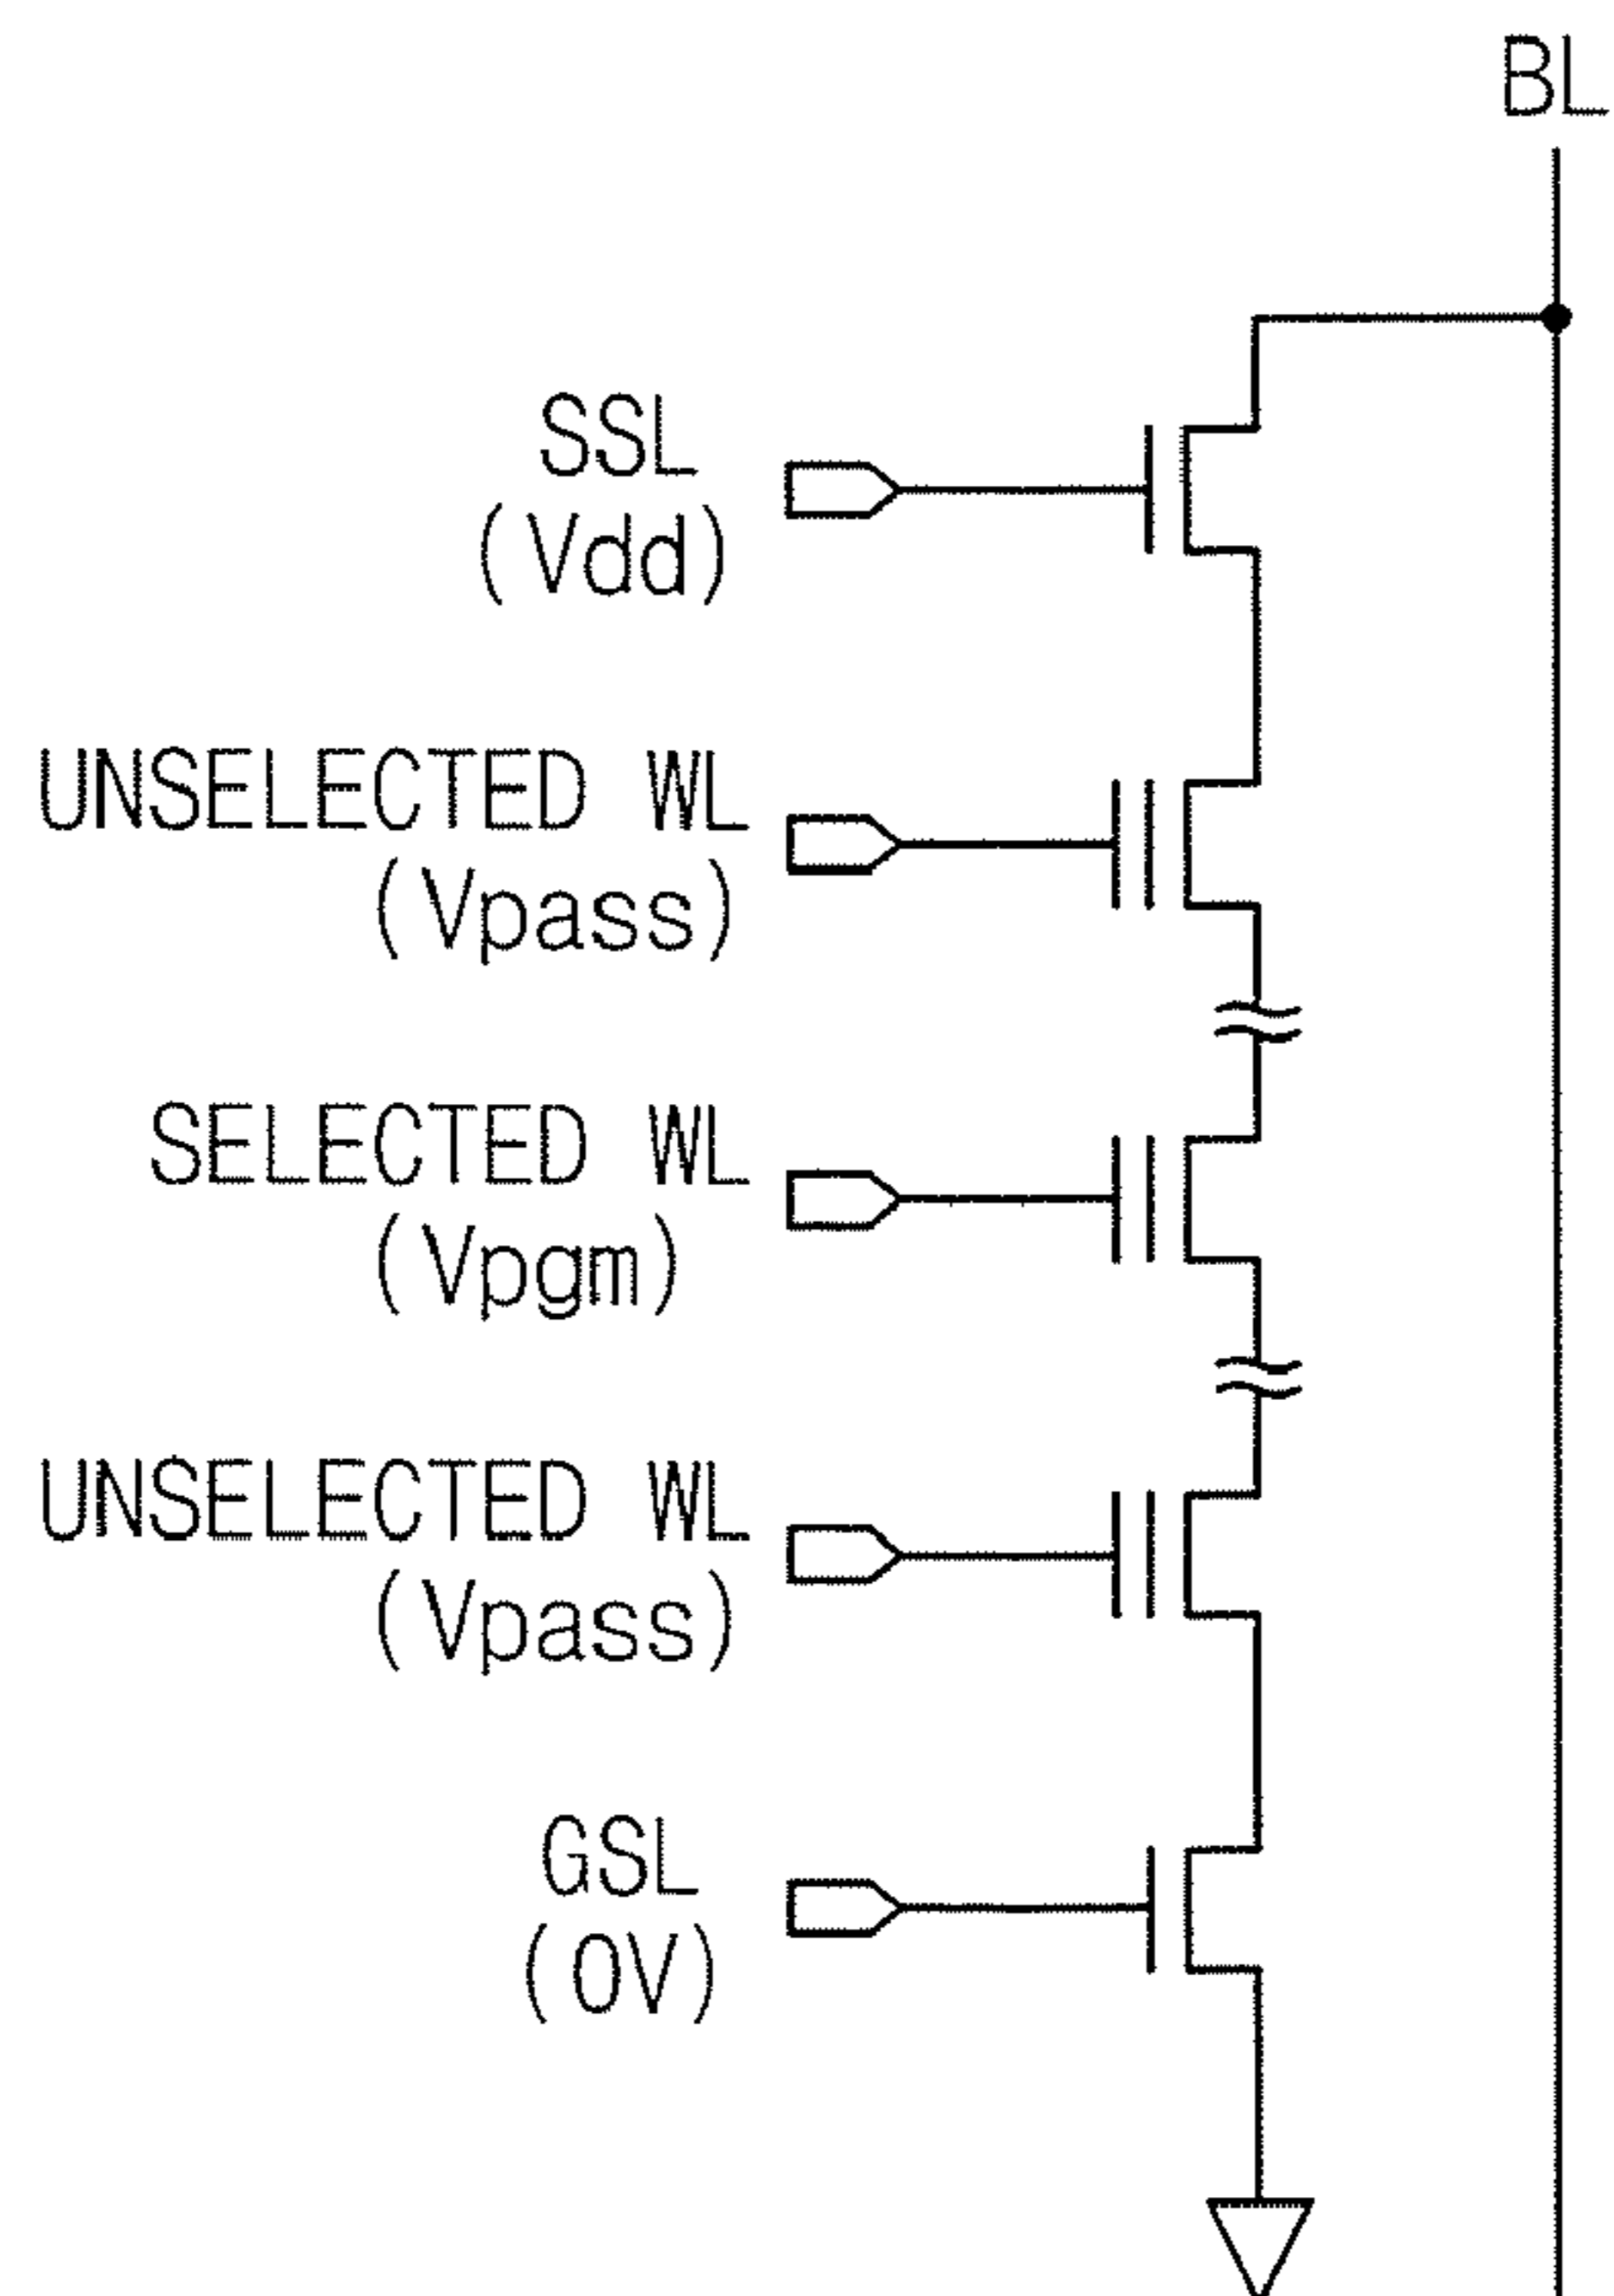 BL
SSL
(Vdd)
UNSELECTED WL
(Vpass)
SELECTED WL
(Vpgm)
UNSELECTED WL
(Vpass)
GSL
(0V)